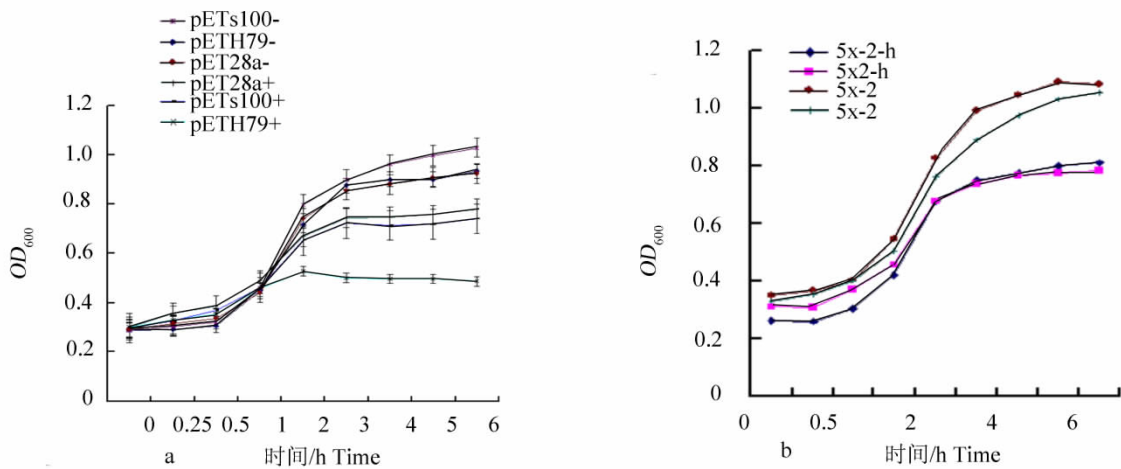 pETs100-
pETH79-
pET28a-
pET28a+
pETs100+
pETH79+
1.2
1.0
0.8
0.6
0.4
0.2
0
OD600
0 0.25 0.5 1 2 3 4 5 6
a 时间/h Time
5x-2-h
5x2-h
5x-2
5x-2
1.2
1.0
0.8
0.6
0.4
0.2
0
OD600
0 0.5 2 4 6
时间/h Time b